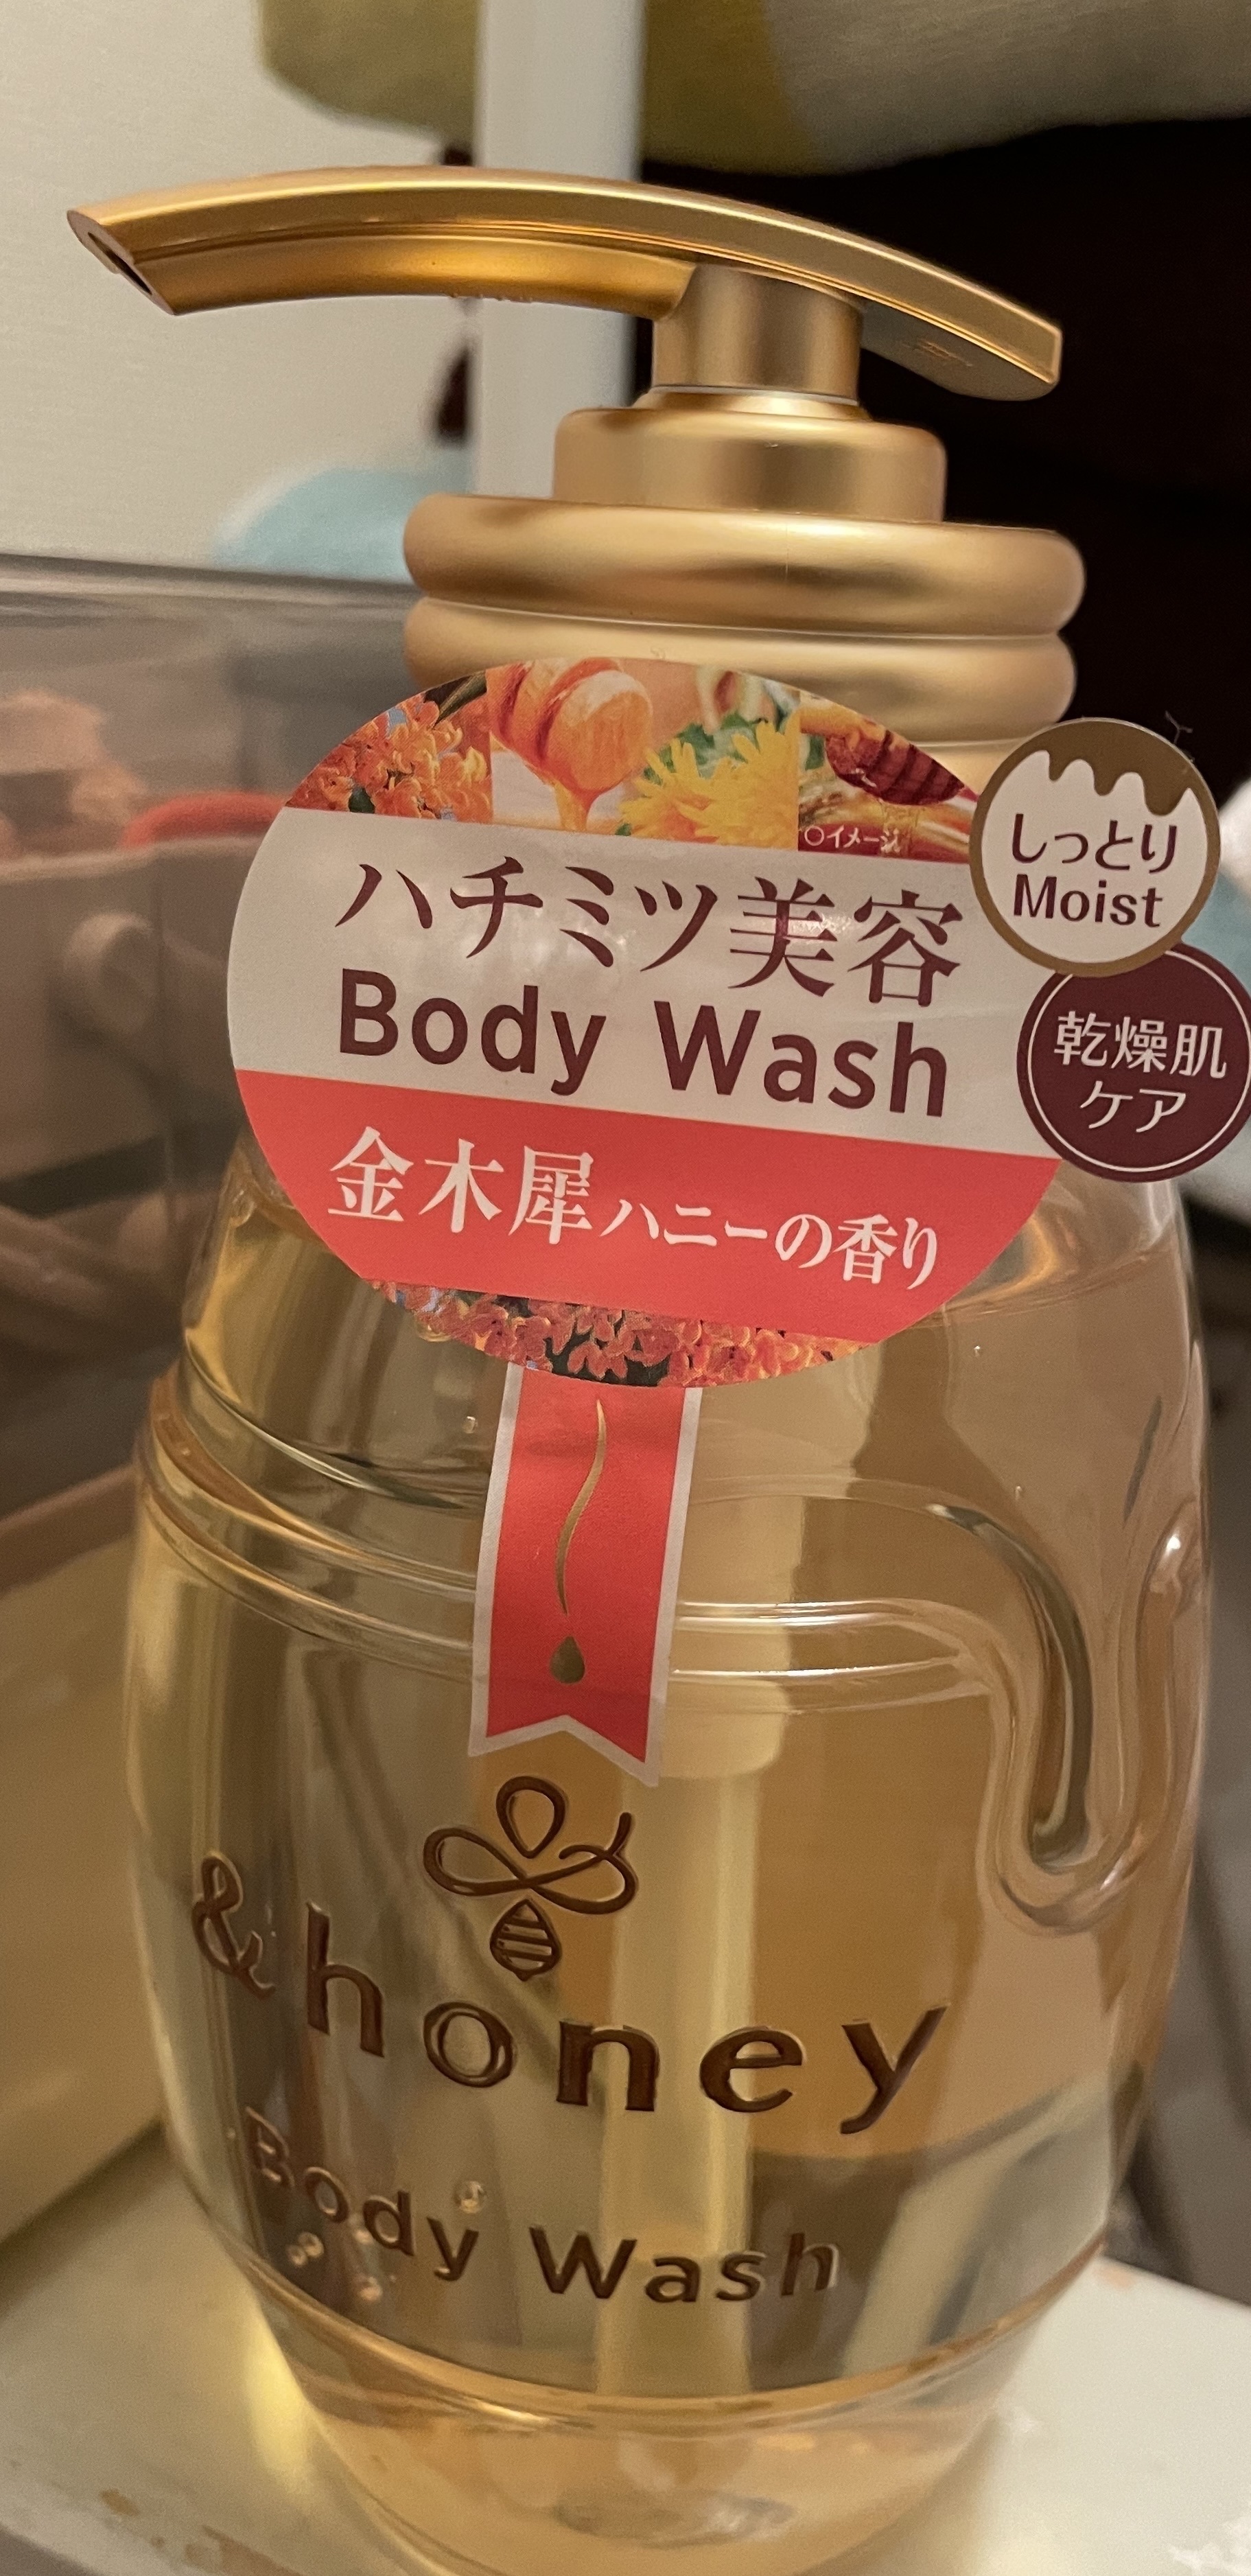 ○イメージ
ハチミツ美容
Body Wash
金木犀ハニーの香り
しっとり
Moist
乾燥肌
ケア
&honey
Body Wash